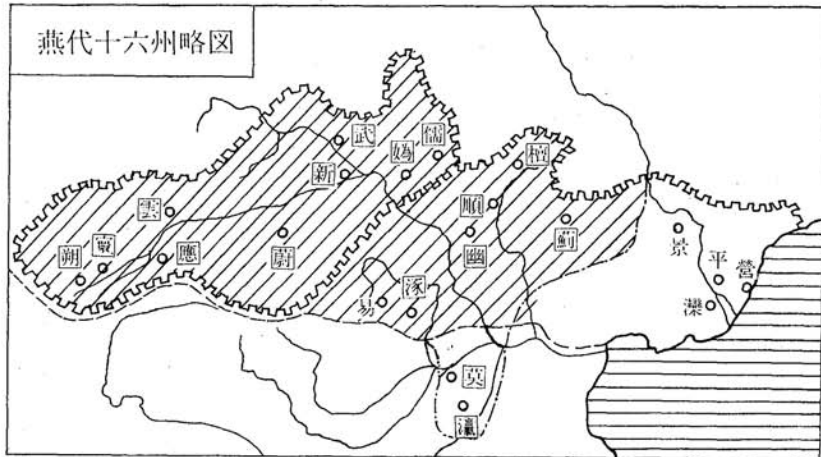 燕代十六州略図
武
嬀
儒
檀
新
順
雲
幽
薊
景
平
營
應
蔚
朔
寰
易
涿
灤
莫
瀛